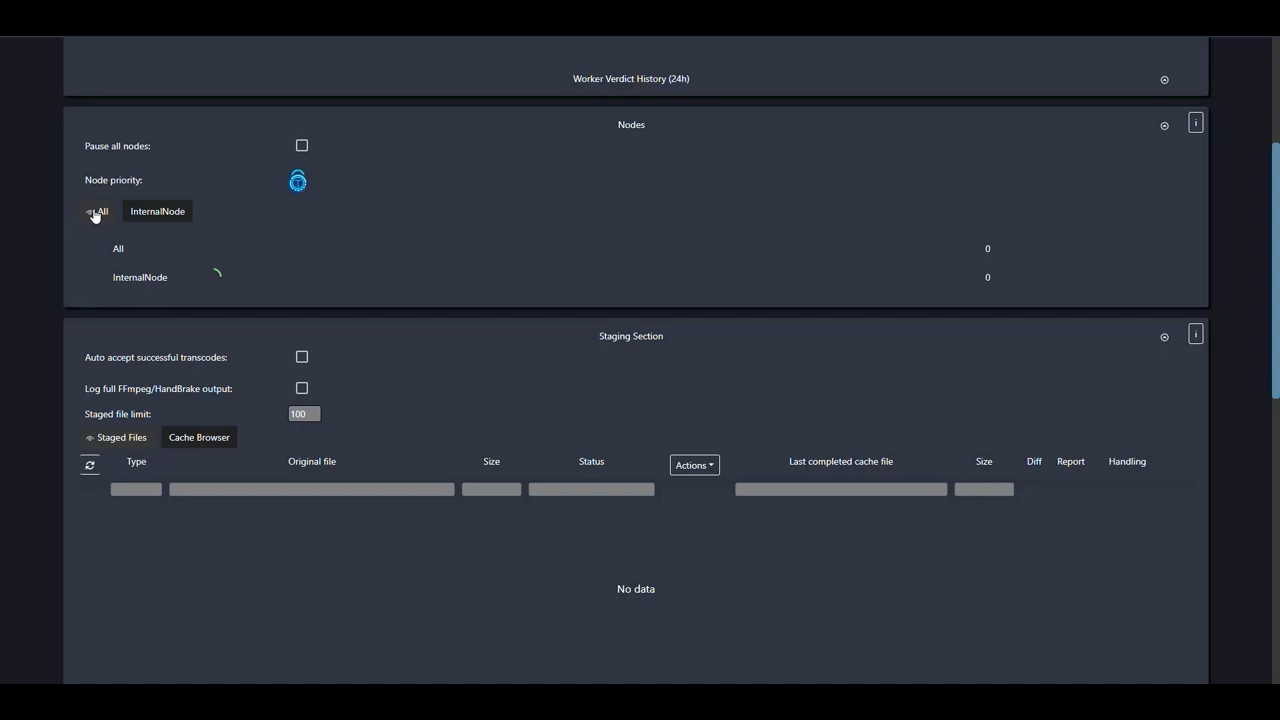 Worker Verdict History (24h)
Nodes
i
Pause all nodes:
Node priority:
All InternalNode
All 0
InternalNode 0
Staging Section
i
Auto accept successful transcodes:
Log full FFmpeg/HandBrake output:
Staged file limit: 100
Staged Files Cache Browser
Type Original file Size Status Actions Last completed cache file Size Diff Report Handling
No data